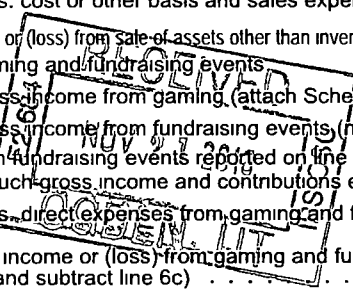 s: cost or other basis and sales expen
or (loss) from sale of assets other than inver
ming and fundraising events
ss income from gaming (attach Sche
ss income from fundraising events (n
n fundraising events reported on line
uch gross income and contributions e
s: direct expenses from gaming and f
income or (loss) from gaming and fu
and subtract line 6c) . . . . . . .
RECEIVED
NOV
OGDEN, UT